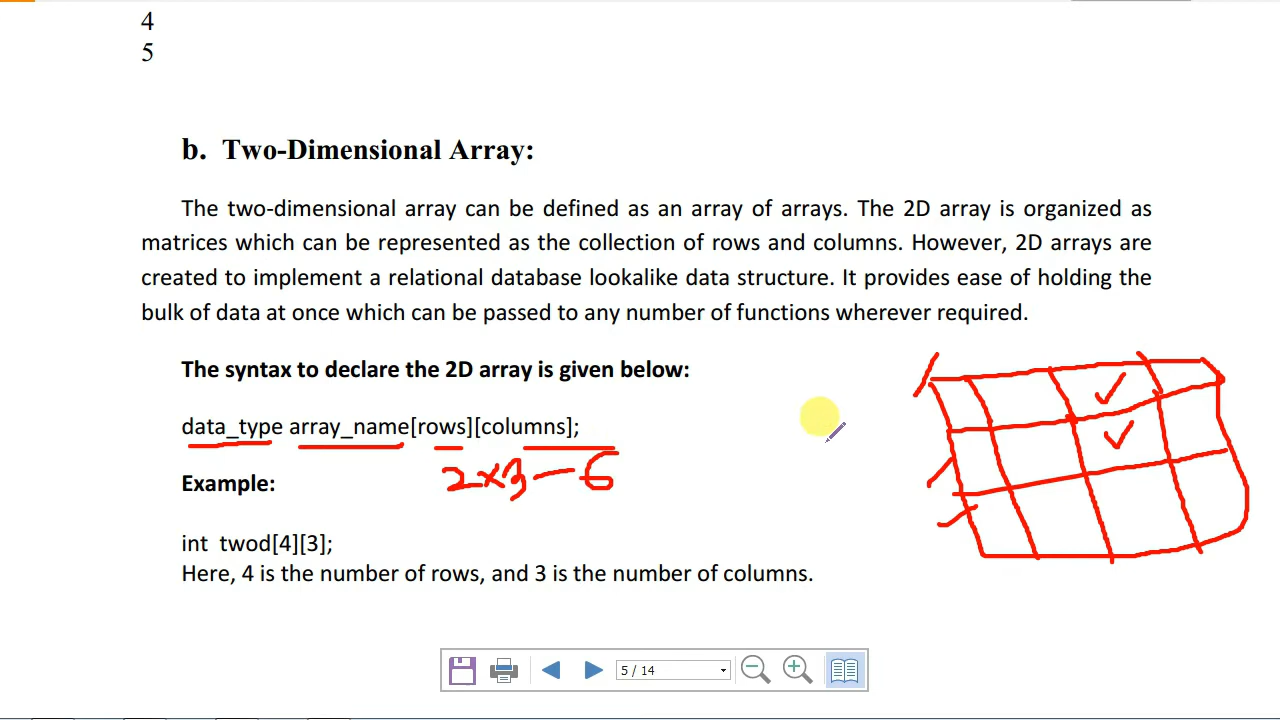 4
5
b. Two-Dimensional Array:
The two-dimensional array can be defined as an array of arrays. The 2D array is organized as
matrices which can be represented as the collection of rows and columns. However, 2D arrays are
created to implement a relational database lookalike data structure. It provides ease of holding the
bulk of data at once which can be passed to any number of functions wherever required.
The syntax to declare the 2D array is given below:
data_type array_name[rows][columns];
2x3-6
Example:
int twod[4][3];
Here, 4 is the number of rows, and 3 is the number of columns.
5 / 14